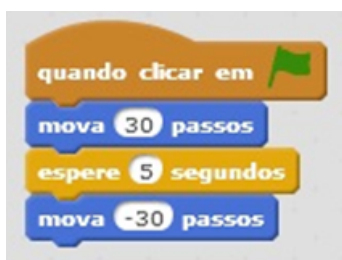 quando clicar em
mova 30 passos
espere 5 segundos
mova -30 passos